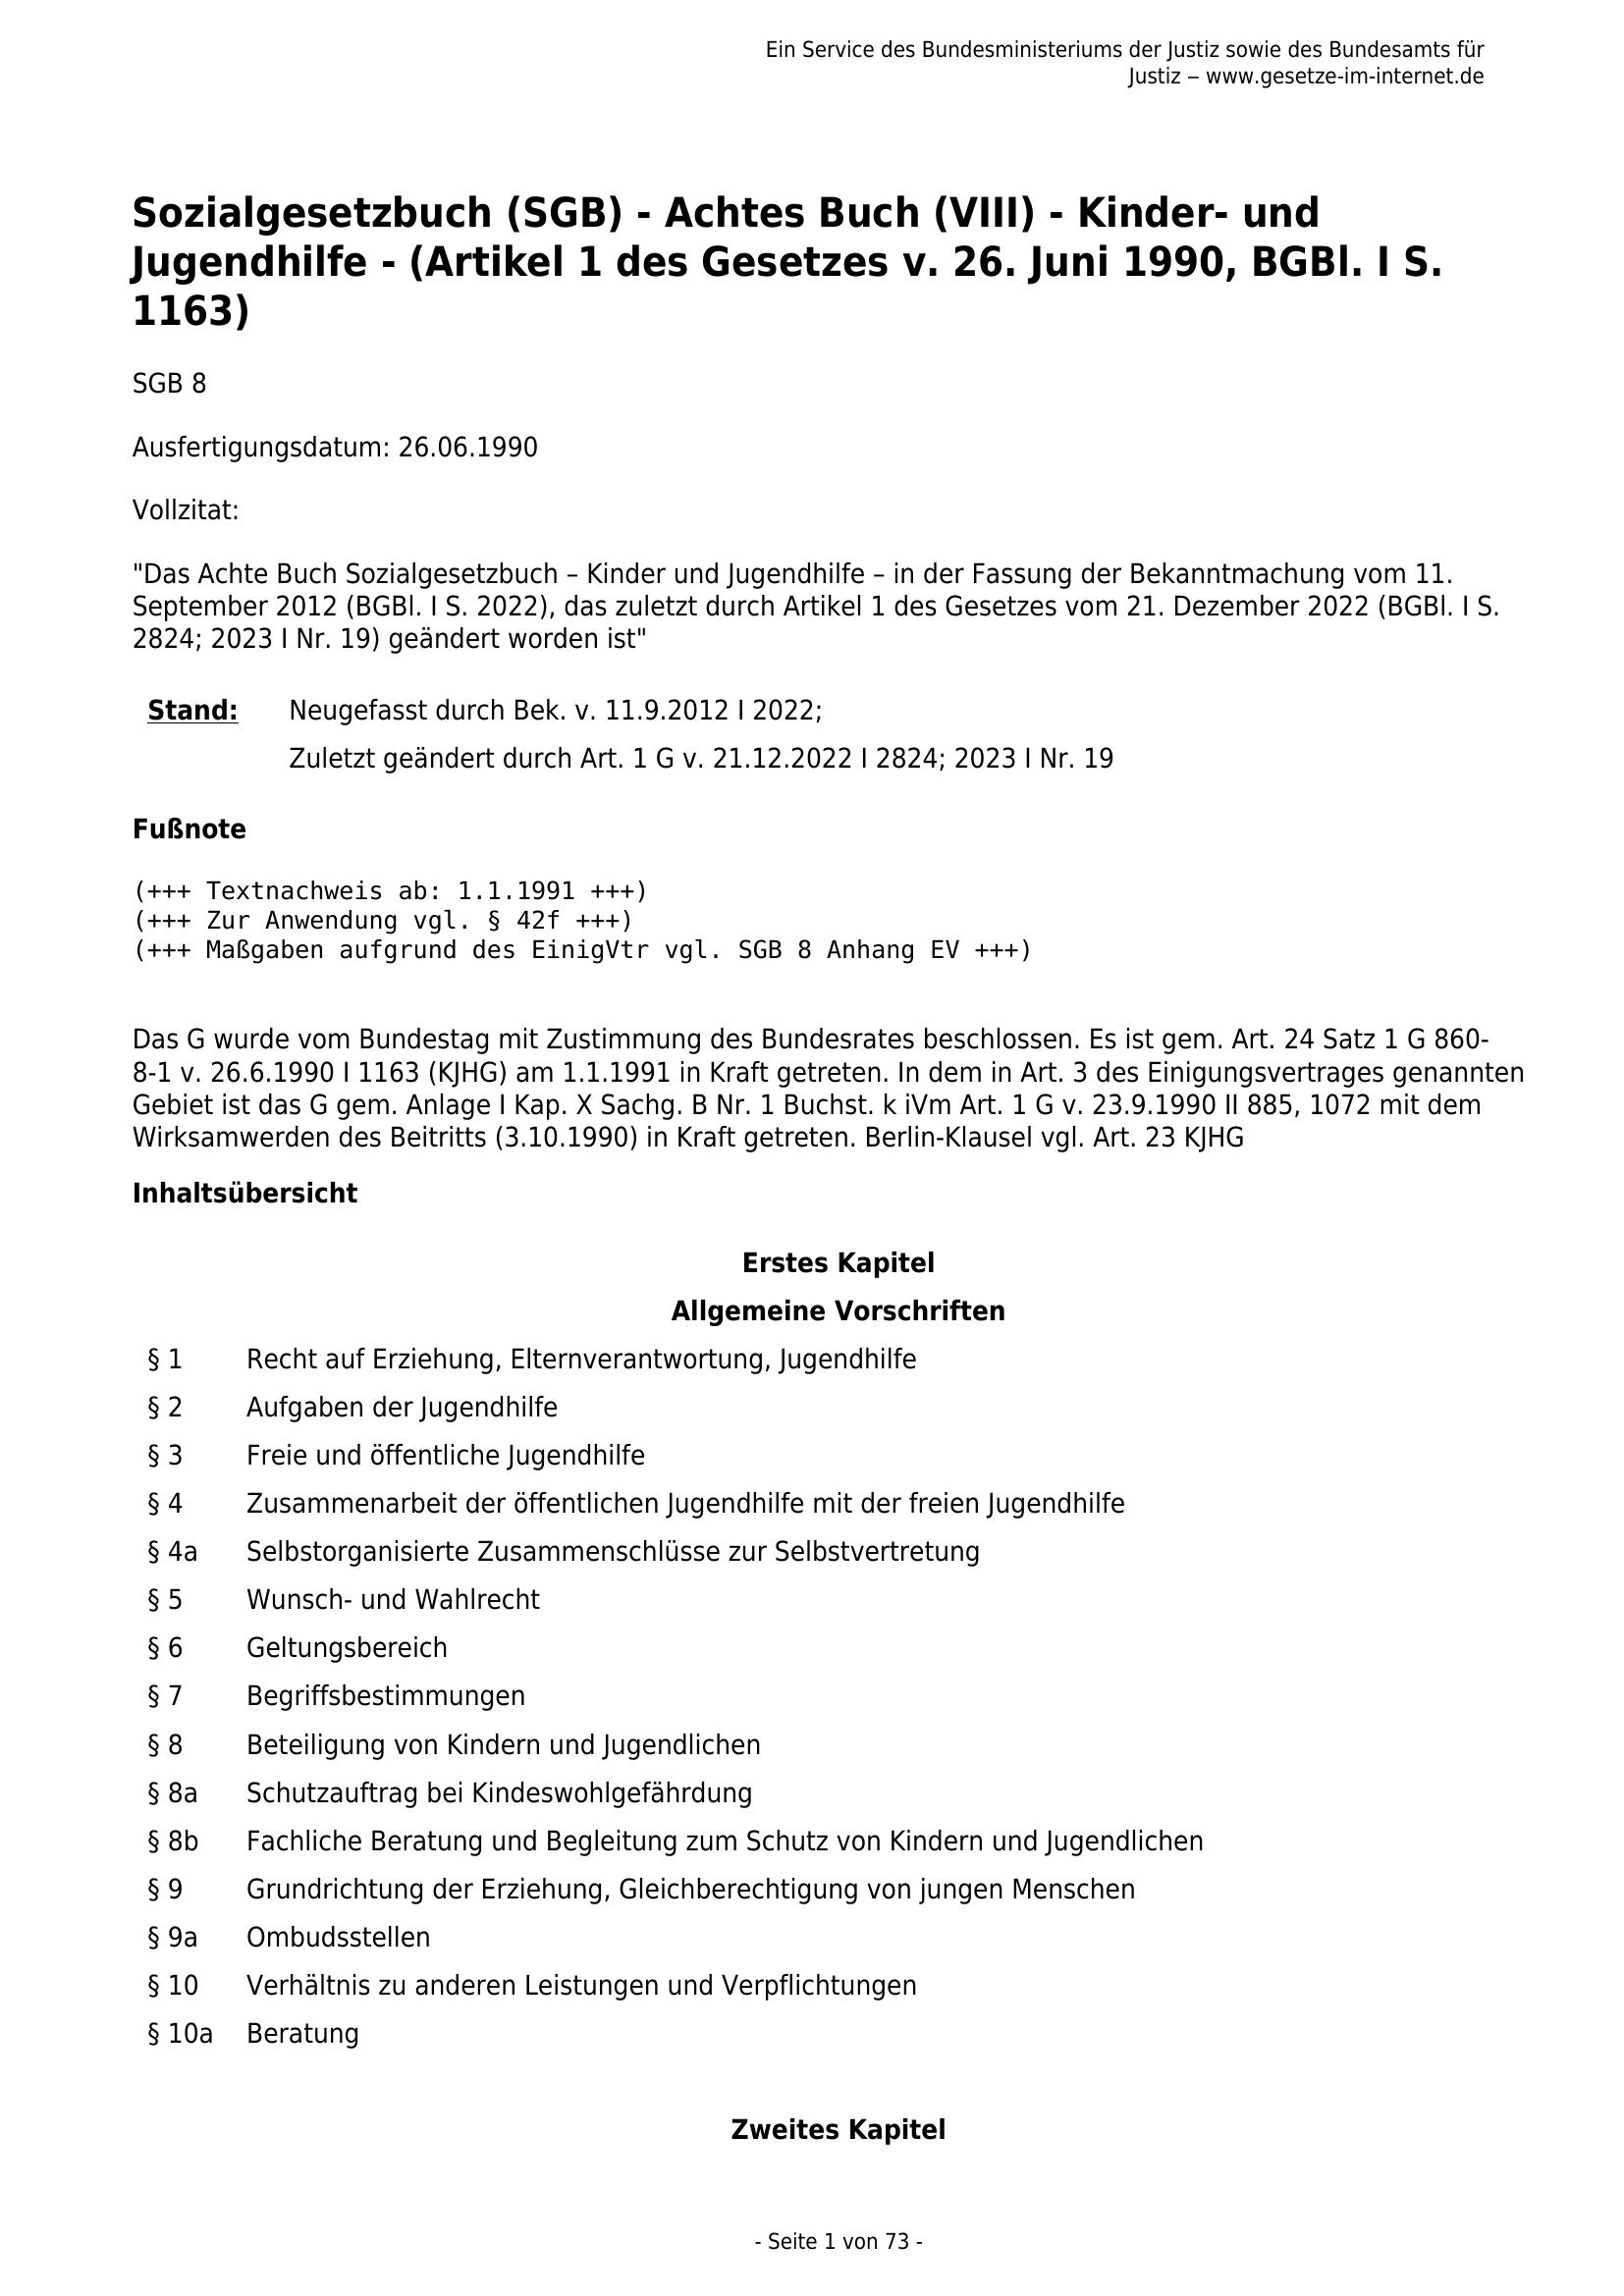 Ein Service des Bundesministeriums der Justiz sowie des Bundesamts für
Justiz ‒ www.gesetze-im-internet.de
Sozialgesetzbuch (SGB) - Achtes Buch (VIII) - Kinder- und
Jugendhilfe - (Artikel 1 des Gesetzes v. 26. Juni 1990, BGBl. I S.
1163)
SGB 8
Ausfertigungsdatum: 26.06.1990
Vollzitat:
"Das Achte Buch Sozialgesetzbuch – Kinder und Jugendhilfe – in der Fassung der Bekanntmachung vom 11.
September 2012 (BGBl. I S. 2022), das zuletzt durch Artikel 1 des Gesetzes vom 21. Dezember 2022 (BGBl. I S.
2824; 2023 I Nr. 19) geändert worden ist"
Stand: Neugefasst durch Bek. v. 11.9.2012 I 2022;
Zuletzt geändert durch Art. 1 G v. 21.12.2022 I 2824; 2023 I Nr. 19
Fußnote
(+++ Textnachweis ab: 1.1.1991 +++)
(+++ Zur Anwendung vgl. § 42f +++)
(+++ Maßgaben aufgrund des EinigVtr vgl. SGB 8 Anhang EV +++)
Das G wurde vom Bundestag mit Zustimmung des Bundesrates beschlossen. Es ist gem. Art. 24 Satz 1 G 860-
8-1 v. 26.6.1990 I 1163 (KJHG) am 1.1.1991 in Kraft getreten. In dem in Art. 3 des Einigungsvertrages genannten
Gebiet ist das G gem. Anlage I Kap. X Sachg. B Nr. 1 Buchst. k iVm Art. 1 G v. 23.9.1990 II 885, 1072 mit dem
Wirksamwerden des Beitritts (3.10.1990) in Kraft getreten. Berlin-Klausel vgl. Art. 23 KJHG
Inhaltsübersicht
Erstes Kapitel
Allgemeine Vorschriften
§ 1 Recht auf Erziehung, Elternverantwortung, Jugendhilfe
§ 2 Aufgaben der Jugendhilfe
§ 3 Freie und öffentliche Jugendhilfe
§ 4 Zusammenarbeit der öffentlichen Jugendhilfe mit der freien Jugendhilfe
§ 4a Selbstorganisierte Zusammenschlüsse zur Selbstvertretung
§ 5 Wunsch- und Wahlrecht
§ 6 Geltungsbereich
§ 7 Begriffsbestimmungen
§ 8 Beteiligung von Kindern und Jugendlichen
§ 8a Schutzauftrag bei Kindeswohlgefährdung
§ 8b Fachliche Beratung und Begleitung zum Schutz von Kindern und Jugendlichen
§ 9 Grundrichtung der Erziehung, Gleichberechtigung von jungen Menschen
§ 9a Ombudsstellen
§ 10 Verhältnis zu anderen Leistungen und Verpflichtungen
§ 10a Beratung
Zweites Kapitel
- Seite 1 von 73 -